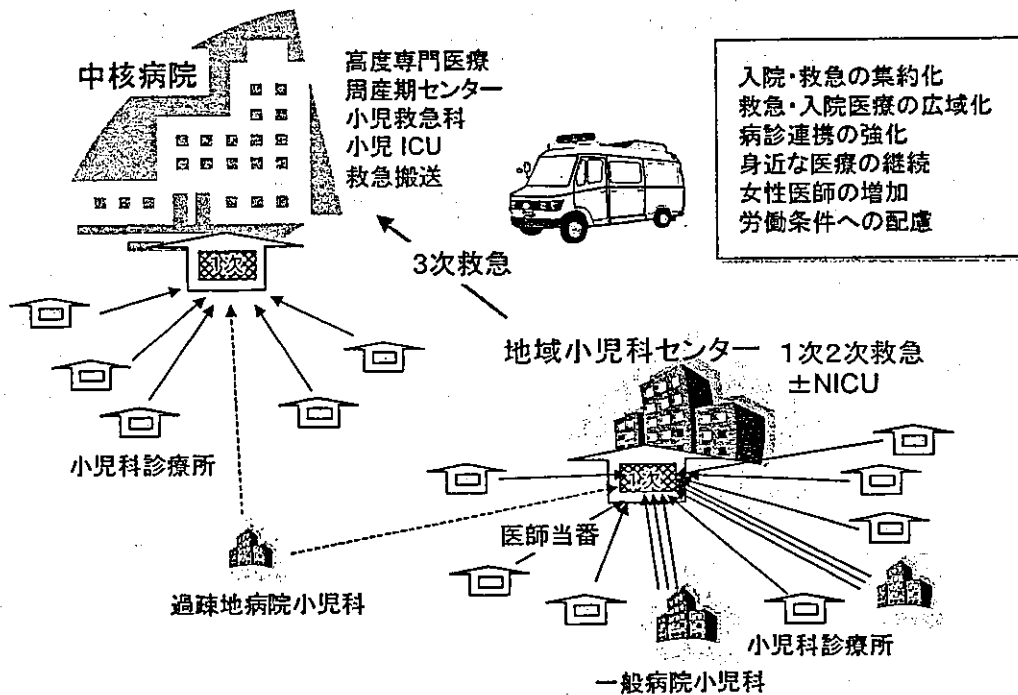 中核病院
高度専門医療
周産期センター
小児救急科
小児 ICU
救急搬送
入院・救急の集約化
救急・入院医療の広域化
病診連携の強化
身近な医療の継続
女性医師の増加
労働条件への配慮
1次
3次救急
地域小児科センター 1次2次救急
±NICU
小児科診療所
1次
医師当番
過疎地病院小児科
小児科診療所
一般病院小児科